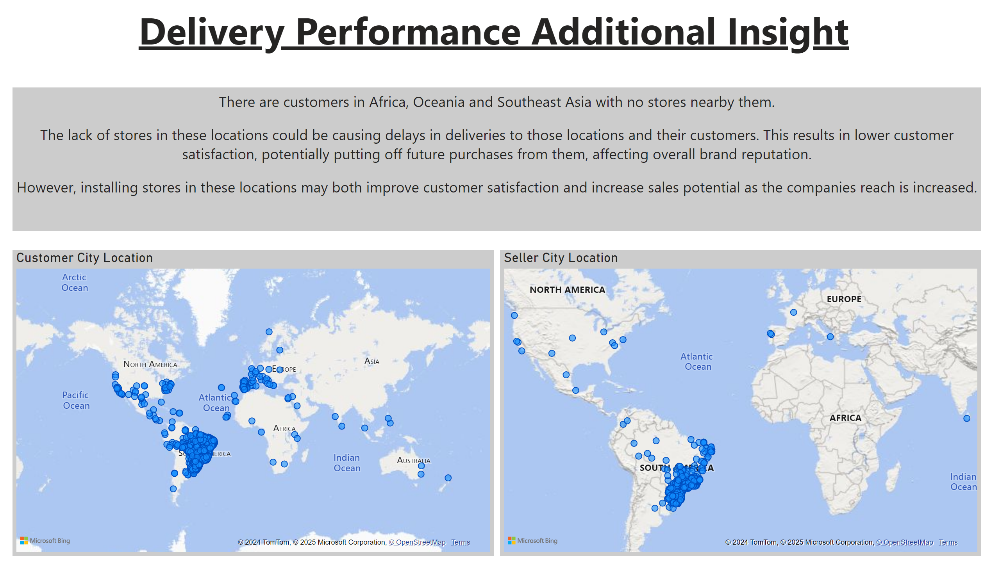 Delivery Performance Additional Insight
There are customers in Africa, Oceania and Southeast Asia with no stores nearby them.
The lack of stores in these locations could be causing delays in deliveries to those locations and their customers. This results in lower customer
satisfaction, potentially putting off future purchases from them, affecting overall brand reputation.
However, installing stores in these locations may both improve customer satisfaction and increase sales potential as the companies reach is increased.
Customer City Location
Arctic
Ocean
NORTH AMERICA
EUROPE
ASIA
Pacific
Ocean
Atlantic
Ocean
AFRICA
Indian
Ocean
AUSTRALIA
Microsoft Bing
© 2024 TomTom, © 2025 Microsoft Corporation, © OpenStreetMap Terms
Seller City Location
NORTH AMERICA
EUROPE
Atlantic
Ocean
AFRICA
SOUTH AMERICA
Indian
Ocean
Microsoft Bing
© 2024 TomTom, © 2025 Microsoft Corporation, © OpenStreetMap Terms